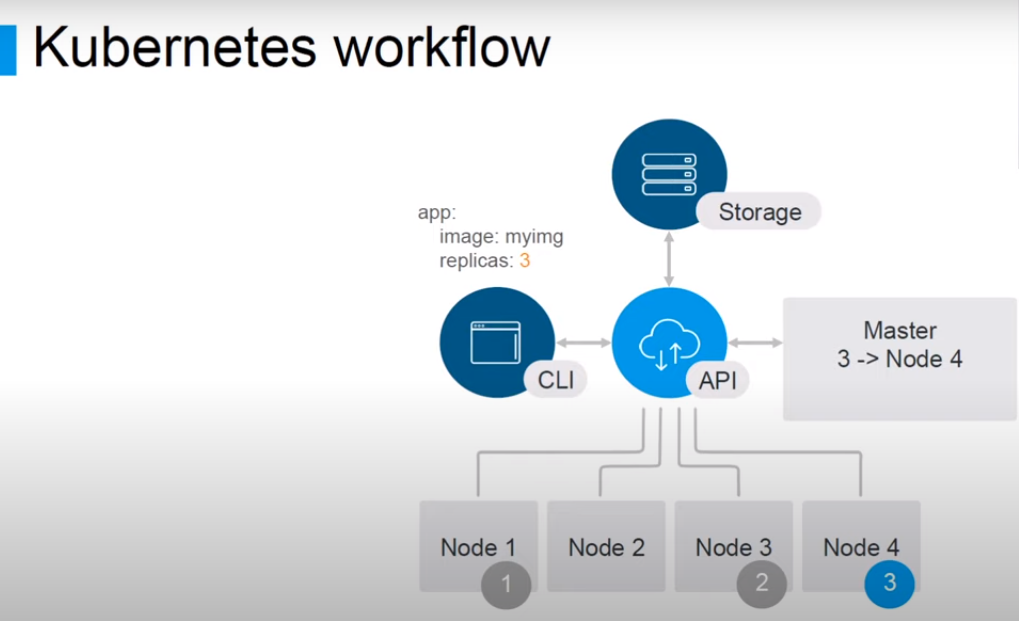 Kubernetes workflow
Storage
app:
image: myimg
replicas: 3
CLI
API
Master
3 -> Node 4
Node 1
Node 2
Node 3
Node 4
1
2
3